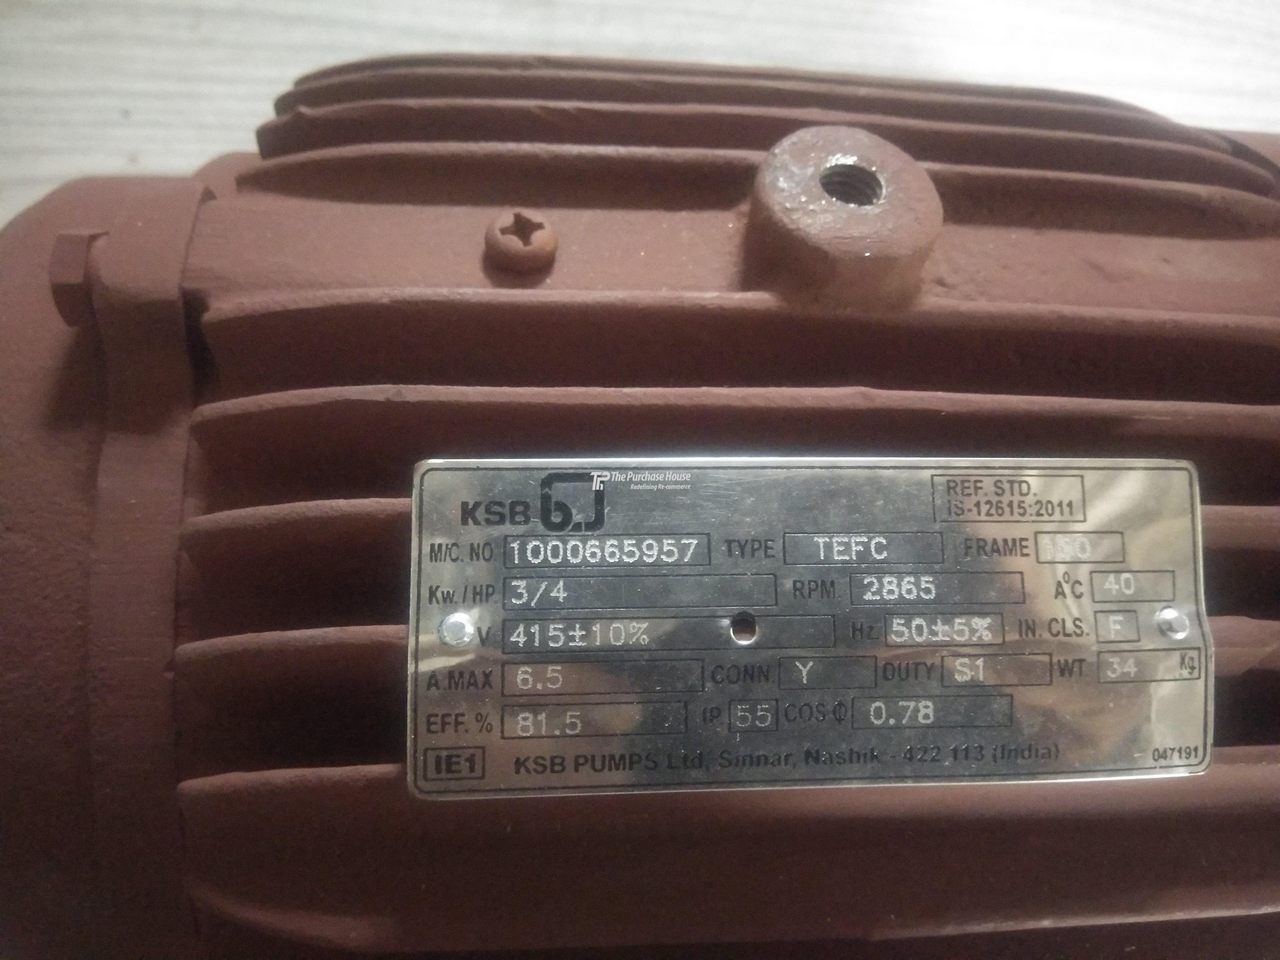 TPH The Purchase House
Redefining Re-commerce
KSB
REF. STD.
IS-12615:2011
M/C. NO. 1000665957 TYPE TEFC FRAME
Kw./HP 3/4 RPM 2865 A°C 40
V 415±10% Hz 50±5% IN. CLS. F
A.MAX 6.5 CONN Y DUTY S1 WT 34 Kg
EFF. % 81.5 IP 55 COS Φ 0.78
IE1 KSB PUMPS Ltd, Sinnar, Nashik - 422 113 (India) 047191